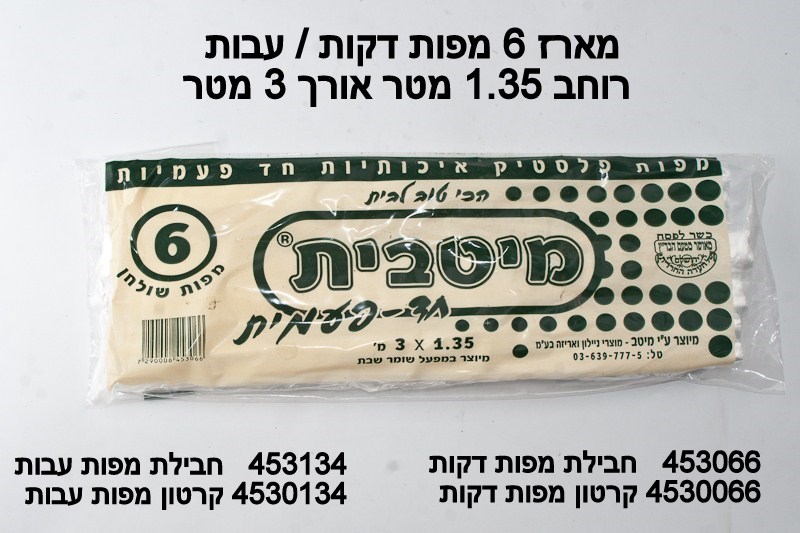 מארז 6 מפות דקות / עבות
רוחב 1.35 מטר אורך 3 מטר
מפות פלסטיק איכותיות חד פעמיות
הכי טוב לבית
6
מפות שולחן
מיטבית®
חד-פעמית
כשר לפסח
3 X 1.35 מ'
מיוצר במפעל שומר שבת
מיוצר ע"י מיטב - מוצרי ניילון ואריזה בע"מ
טל: 03-639-777-5
7290006453066
453066 חבילת מפות דקות
4530066 קרטון מפות דקות
453134 חבילת מפות עבות
4530134 קרטון מפות עבות